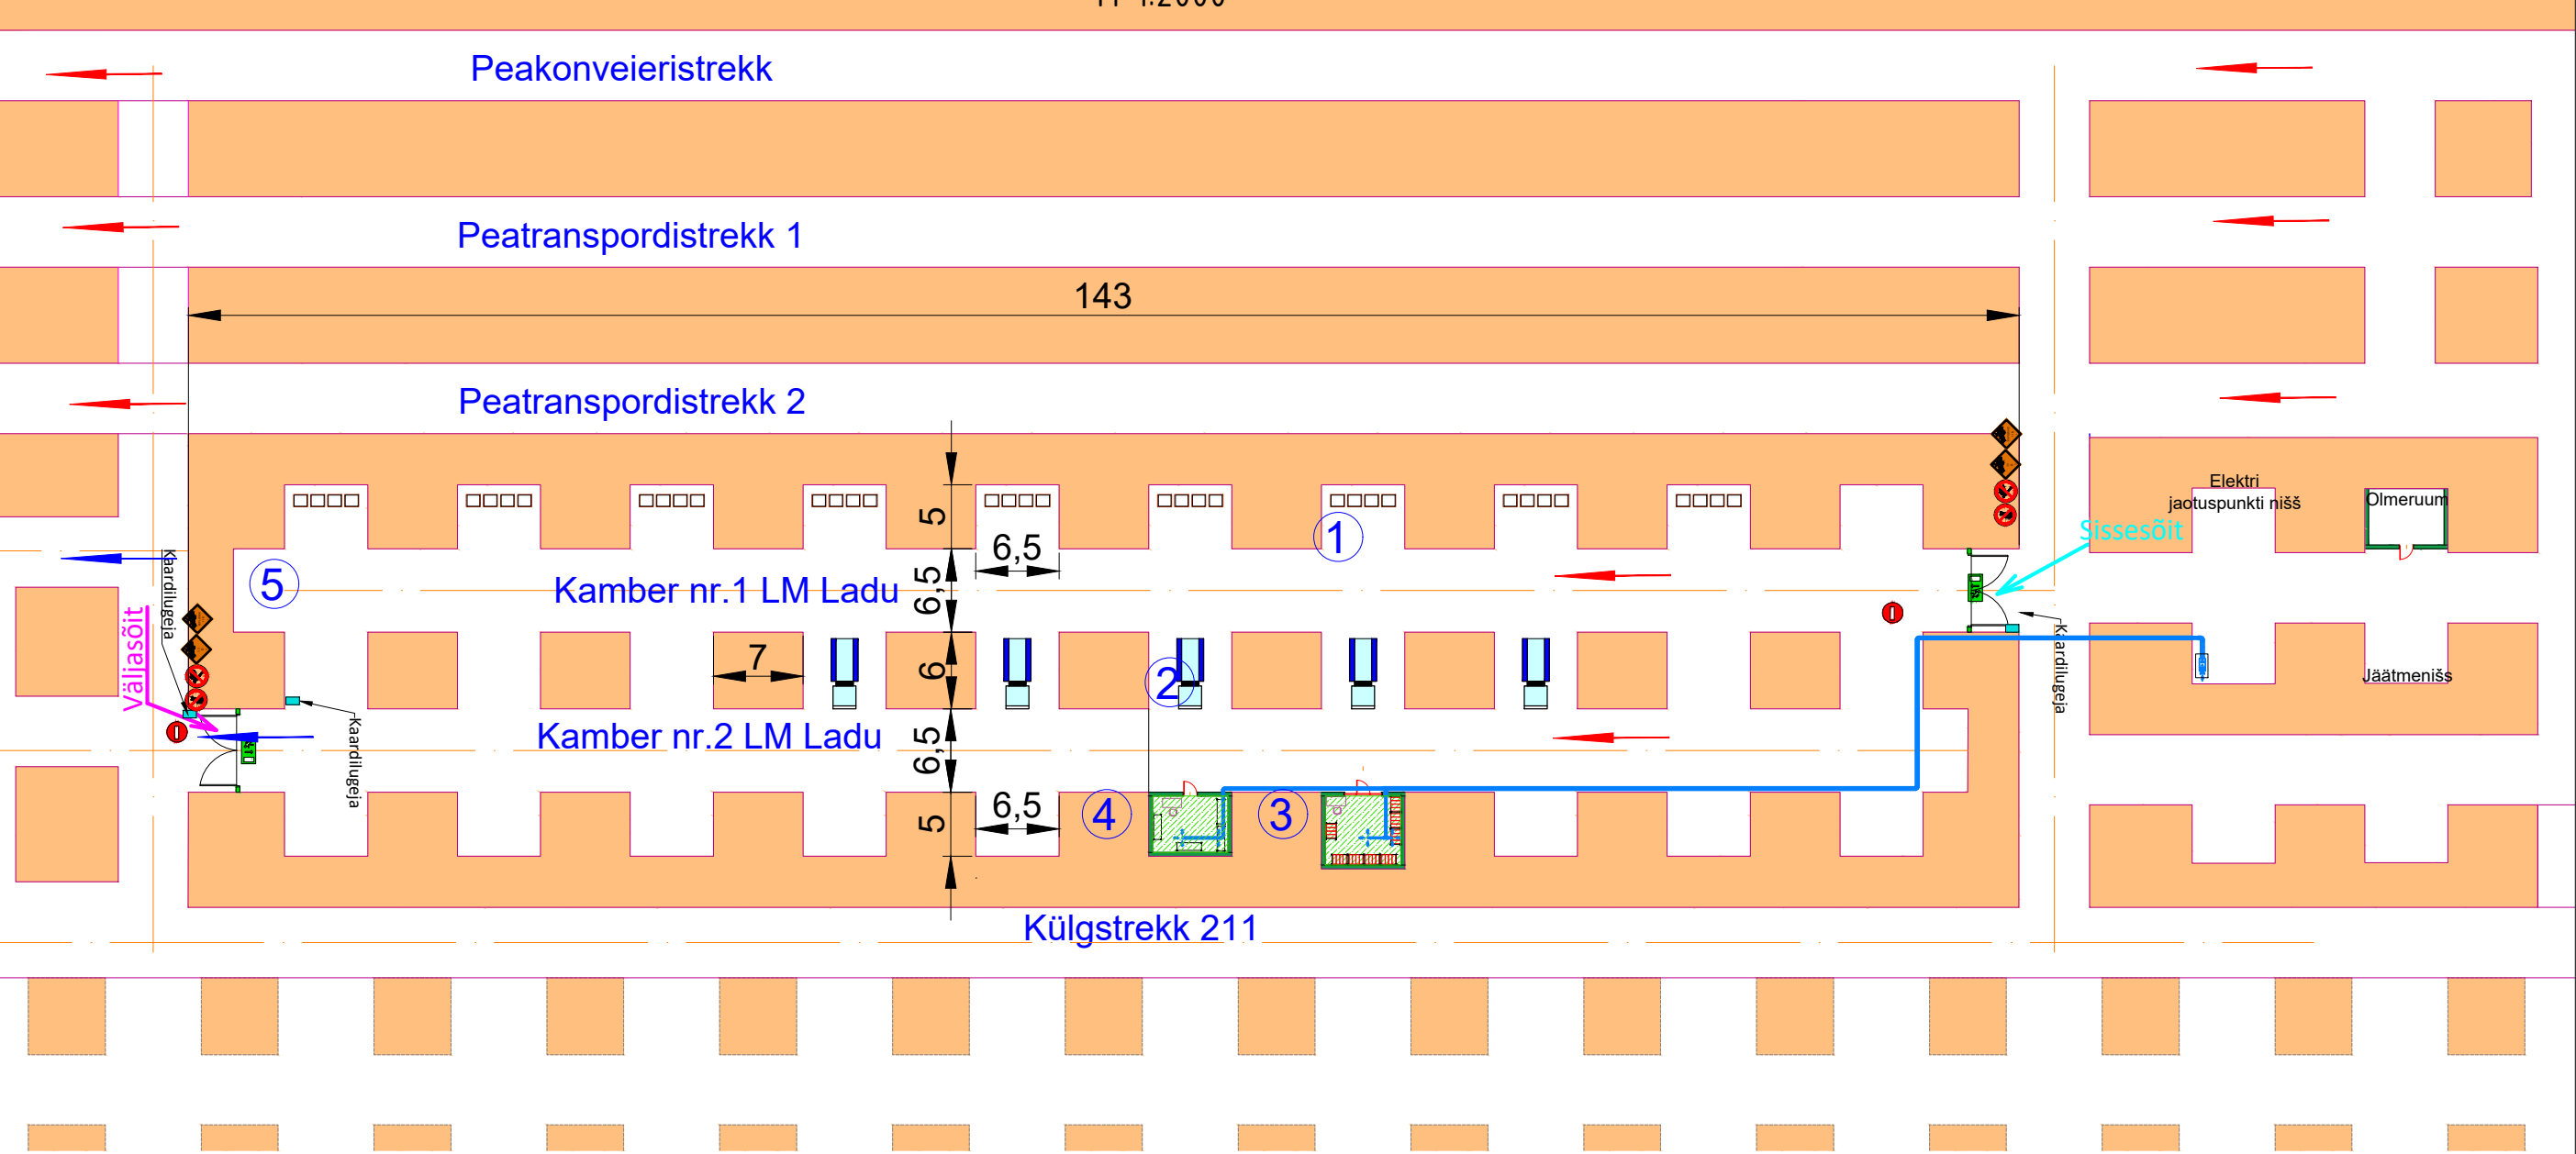 Peakonveieristrekk
Peatranspordistrekk 1
143
Peatranspordistrekk 2
5
6,5
1
Elektri
jaotuspunkti nišš
Olmeruum
Sissesõit
Kaardilugeja
5
Kamber nr.1 LM Ladu
6,5
Väljasõit
7
6
2
Kaardilugeja
Jäätmenišs
Kamber nr.2 LM Ladu
6,5
Kaardilugeja
5
6,5
4
3
Külgstrekk 211